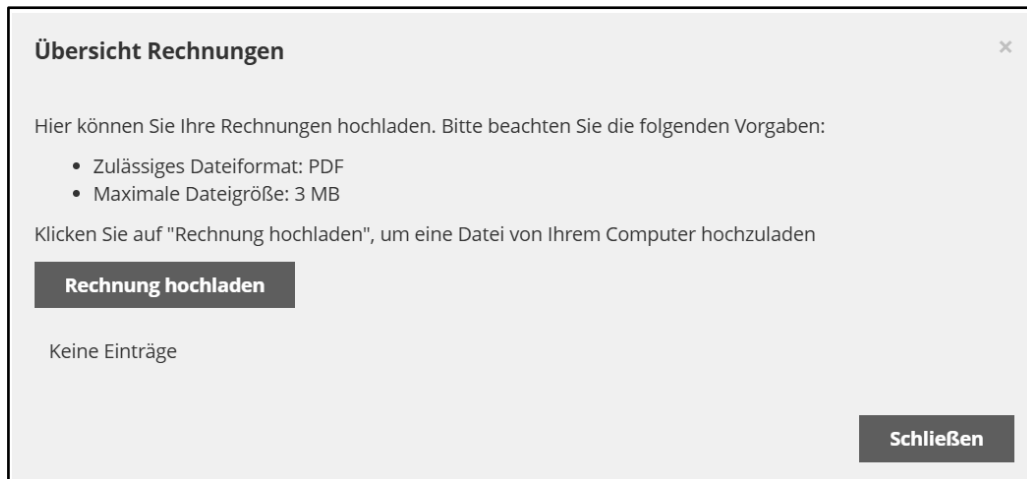 Übersicht Rechnungen
×
Hier können Sie Ihre Rechnungen hochladen. Bitte beachten Sie die folgenden Vorgaben:
• Zulässiges Dateiformat: PDF
• Maximale Dateigröße: 3 MB
Klicken Sie auf "Rechnung hochladen", um eine Datei von Ihrem Computer hochzuladen
Rechnung hochladen
Keine Einträge
Schließen